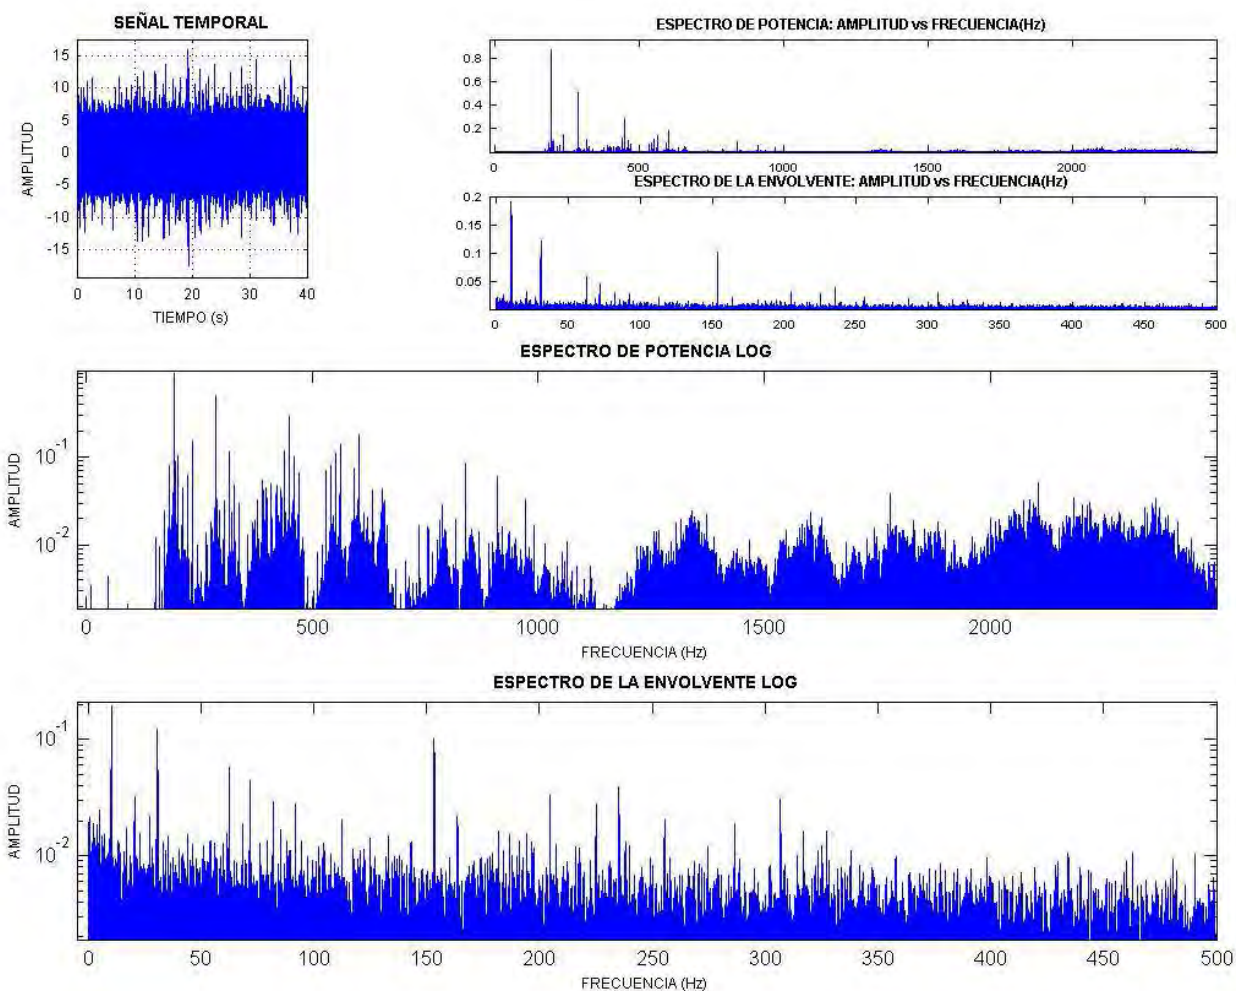 SEÑAL TEMPORAL
15
10
5
0
-5
-10
-15
AMPLITUD
0 10 20 30 40
TIEMPO (s)
ESPECTRO DE POTENCIA: AMPLITUD vs FRECUENCIA(Hz)
0.8
0.6
0.4
0.2
0 500 1000 1500 2000
ESPECTRO DE LA ENVOLVENTE: AMPLITUD vs FRECUENCIA(Hz)
0.2
0.15
0.1
0.05
0 50 100 150 200 250 300 350 400 450 500
ESPECTRO DE POTENCIA LOG
AMPLITUD
10-1
10-2
0 500 1000 1500 2000
FRECUENCIA (Hz)
ESPECTRO DE LA ENVOLVENTE LOG
AMPLITUD
10-1
10-2
0 50 100 150 200 250 300 350 400 450 500
FRECUENCIA (Hz)